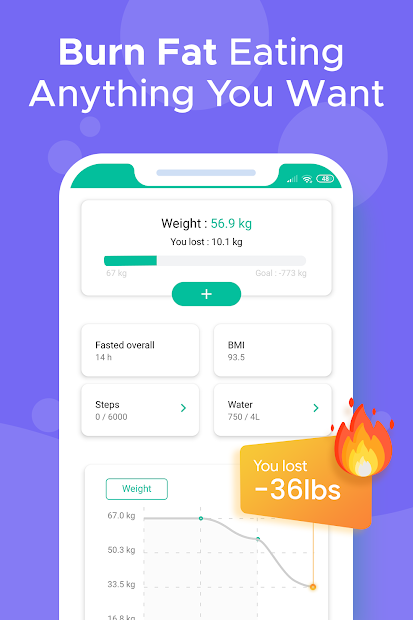 Burn Fat Eating
Anything You Want
48
Weight : 56.9 kg
You lost : 10.1 kg
67 kg
Goal : -773 kg
+
Fasted overall
14 h
BMI
93.5
Steps
0 / 6000
Water
750 / 4L
You lost
-36lbs
Weight
67.0 kg
50.3 kg
33.5 kg
16.8 kg